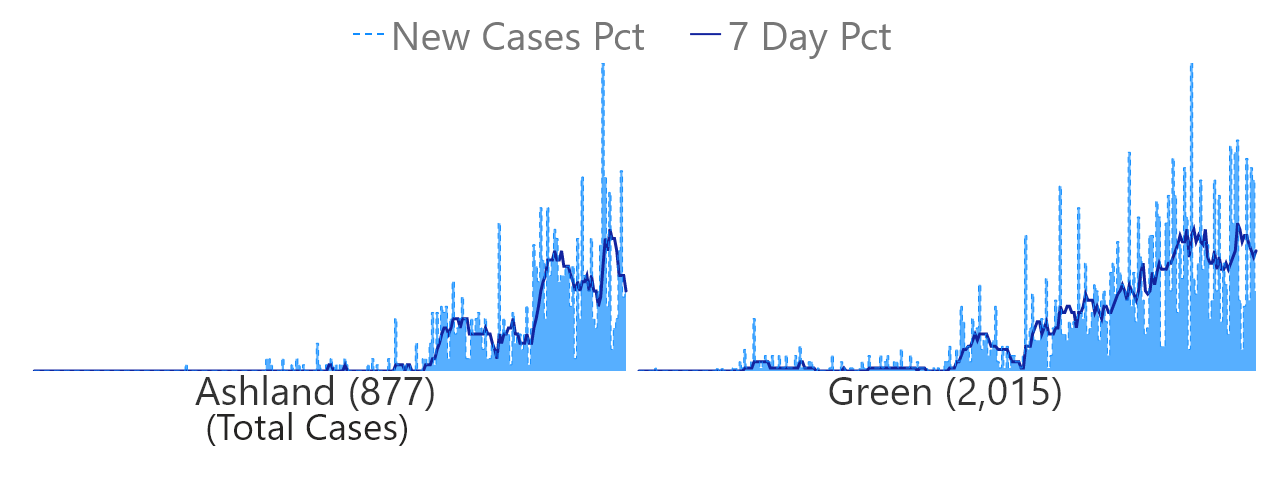 New Cases Pct 7 Day Pct
Ashland (877) Green (2,015)
(Total Cases)